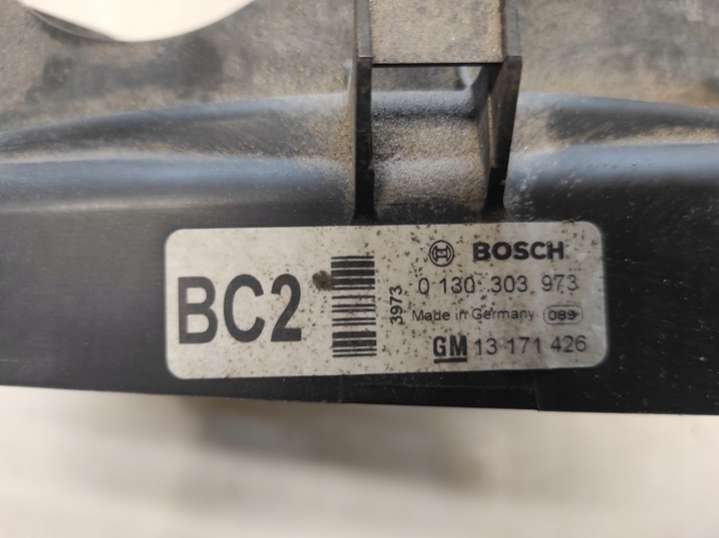 BC2
3973
BOSCH
0 130 303 973
Made in Germany 089
GM 13 171 426